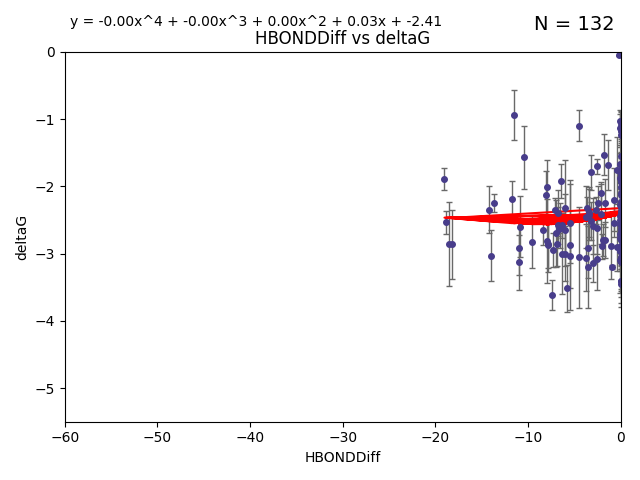 y = -0.00x^4 + -0.00x^3 + 0.00x^2 + 0.03x + -2.41
N = 132
HBONDDiff vs deltaG
0
−1
−2
−3
−4
−5
deltaG
−60 −50 −40 −30 −20 −10 0
HBONDDiff